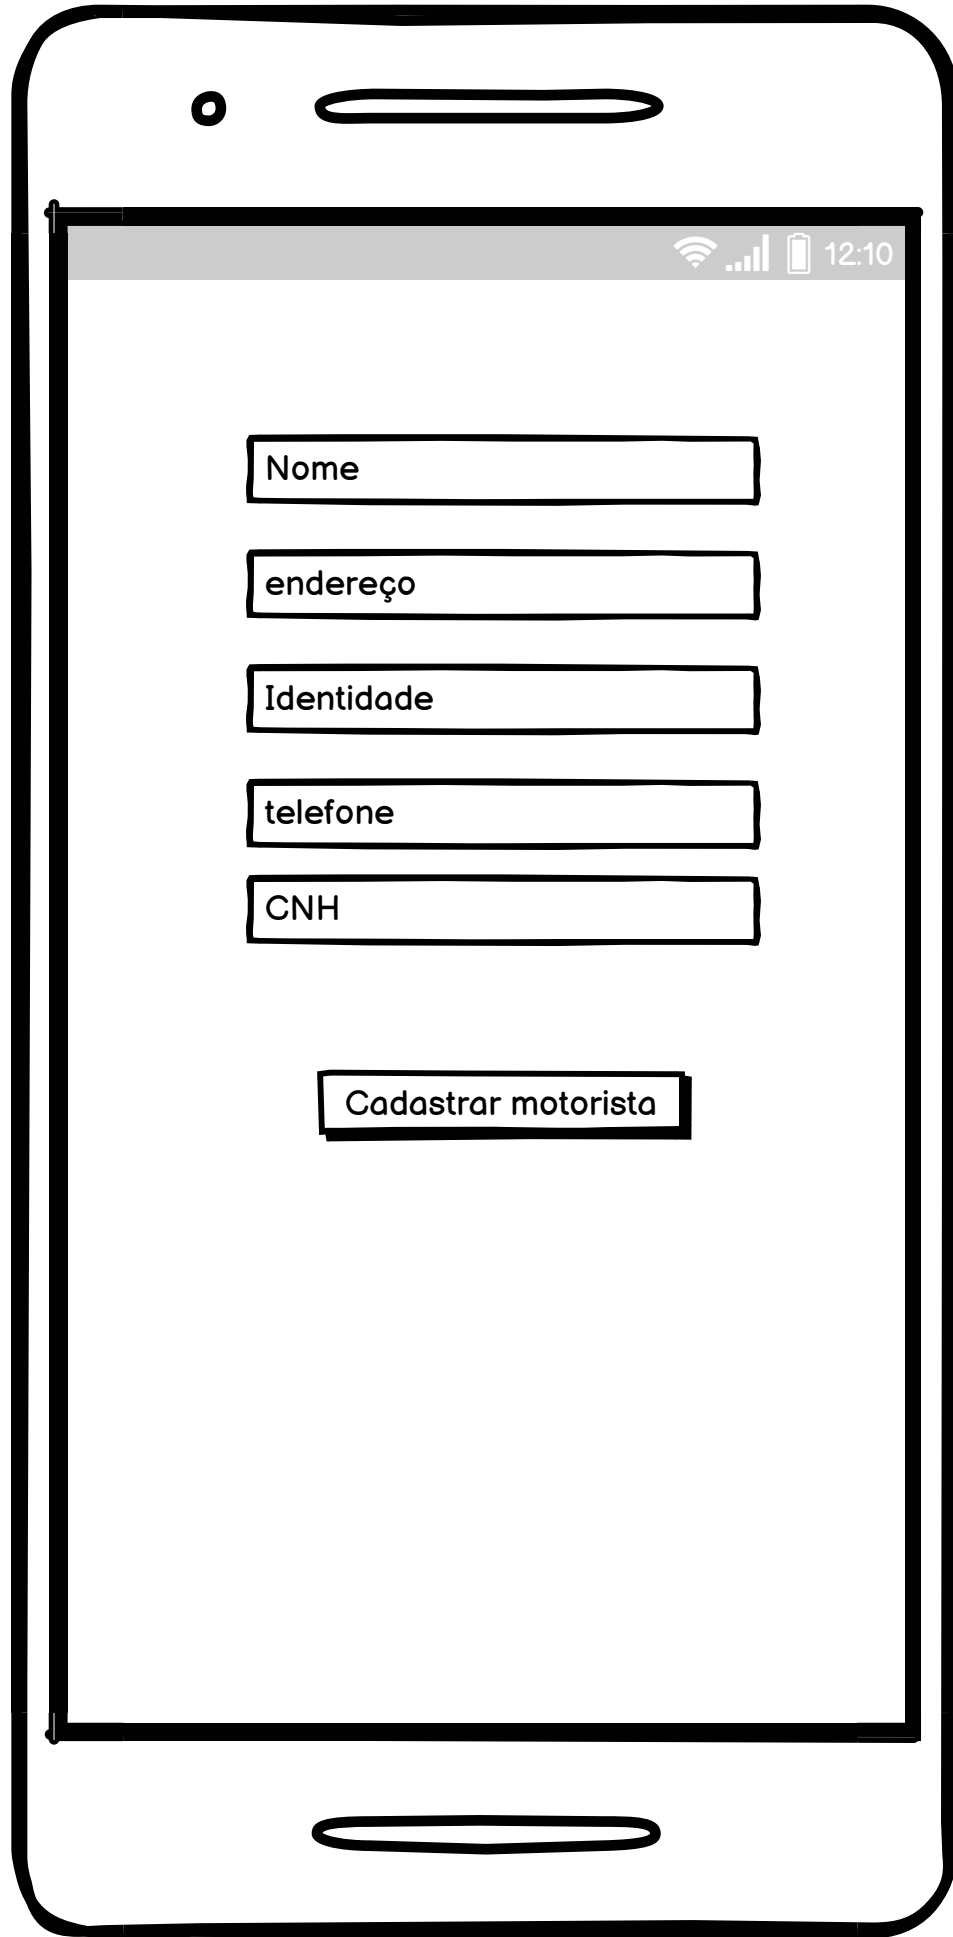 12:10
Nome
endereço
Identidade
telefone
CNH
Cadastrar motorista